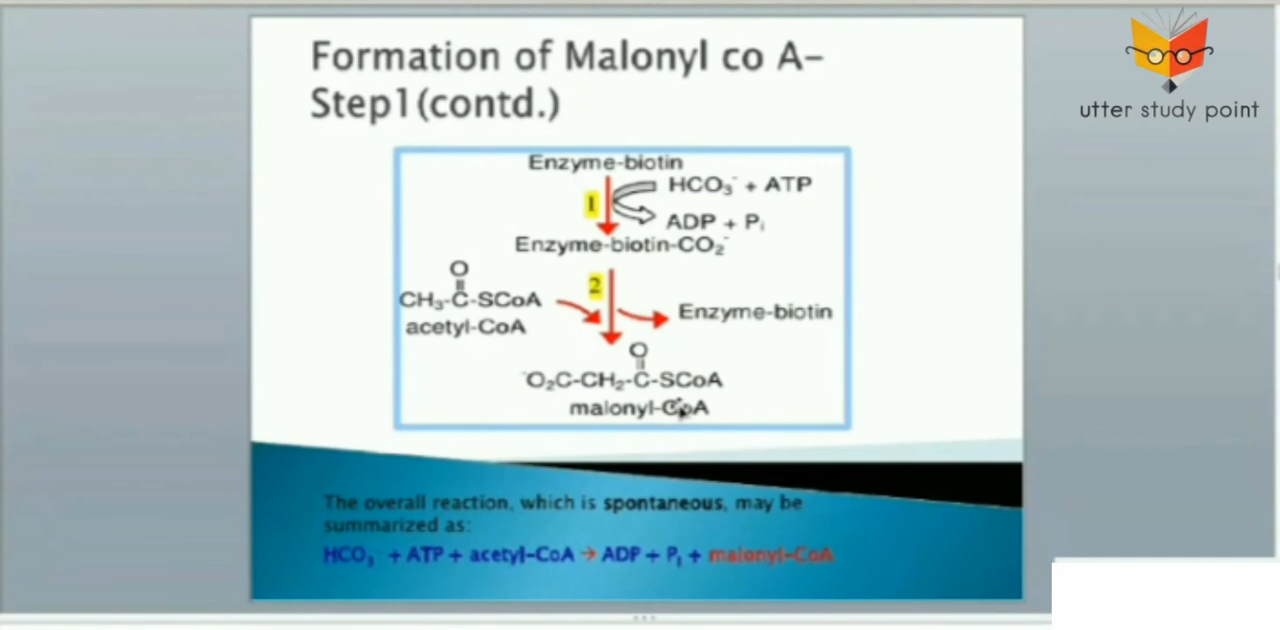 Formation of Malonyl co A-
Step1(contd.)
utter study point
Enzyme-biotin
HCO₃⁻ + ATP
1
ADP + Pᵢ
Enzyme-biotin-CO₂⁻
2
O
CH₃-C-SCoA
acetyl-CoA
Enzyme-biotin
O
⁻O₂C-CH₂-C-SCoA
malonyl-CoA
The overall reaction, which is spontaneous, may be
summarized as:
HCO₃⁻ + ATP + acetyl-CoA → ADP + Pᵢ + malonyl-CoA